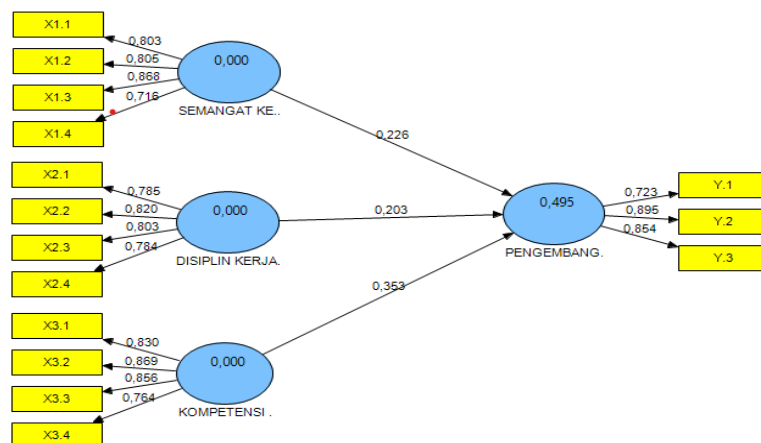 X1.1
0,803
X1.2
0,805
0,000
0,868
X1.3
0,716
SEMANGAT KE..
X1.4
0,226
X2.1
0,785
X2.2
0,820
0,000
0,203
0,803
X2.3
0,784
DISIPLIN KERJA.
X2.4
0,495
PENGEMBANG.
0,723
Y.1
0,895
Y.2
0,854
Y.3
0,353
X3.1
0,830
X3.2
0,869
0,000
0,856
X3.3
0,764
KOMPETENSI .
X3.4